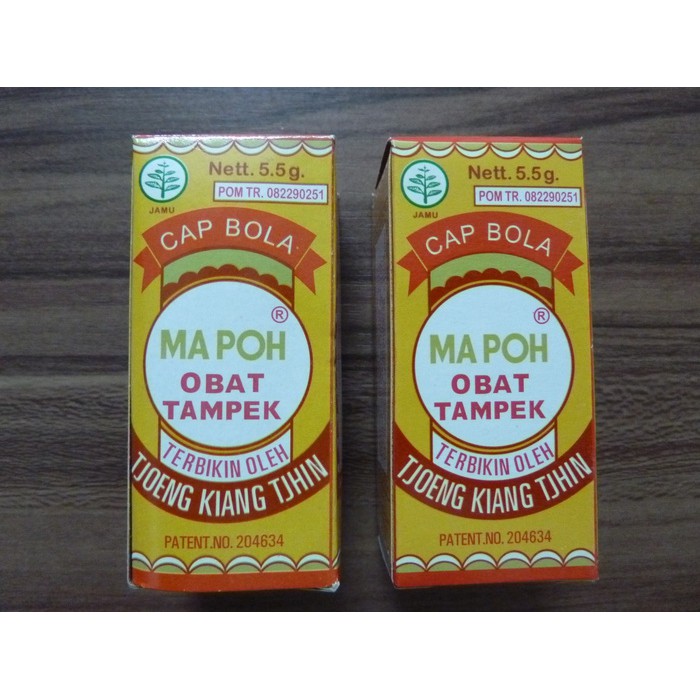 Nett. 5.5g.
POM TR. 082290251
JAMU
CAP BOLA
®
MA POH
OBAT
TAMPEK
TERBIKIN OLEH
TJOENG KIANG TJHIN
PATENT.NO. 204634
Nett. 5.5g.
POM TR. 082290251
JAMU
CAP BOLA
®
MA POH
OBAT
TAMPEK
TERBIKIN OLEH
TJOENG KIANG TJHIN
PATENT.NO. 204634